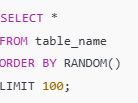 SELECT *
FROM table_name
ORDER BY RANDOM()
LIMIT 100;